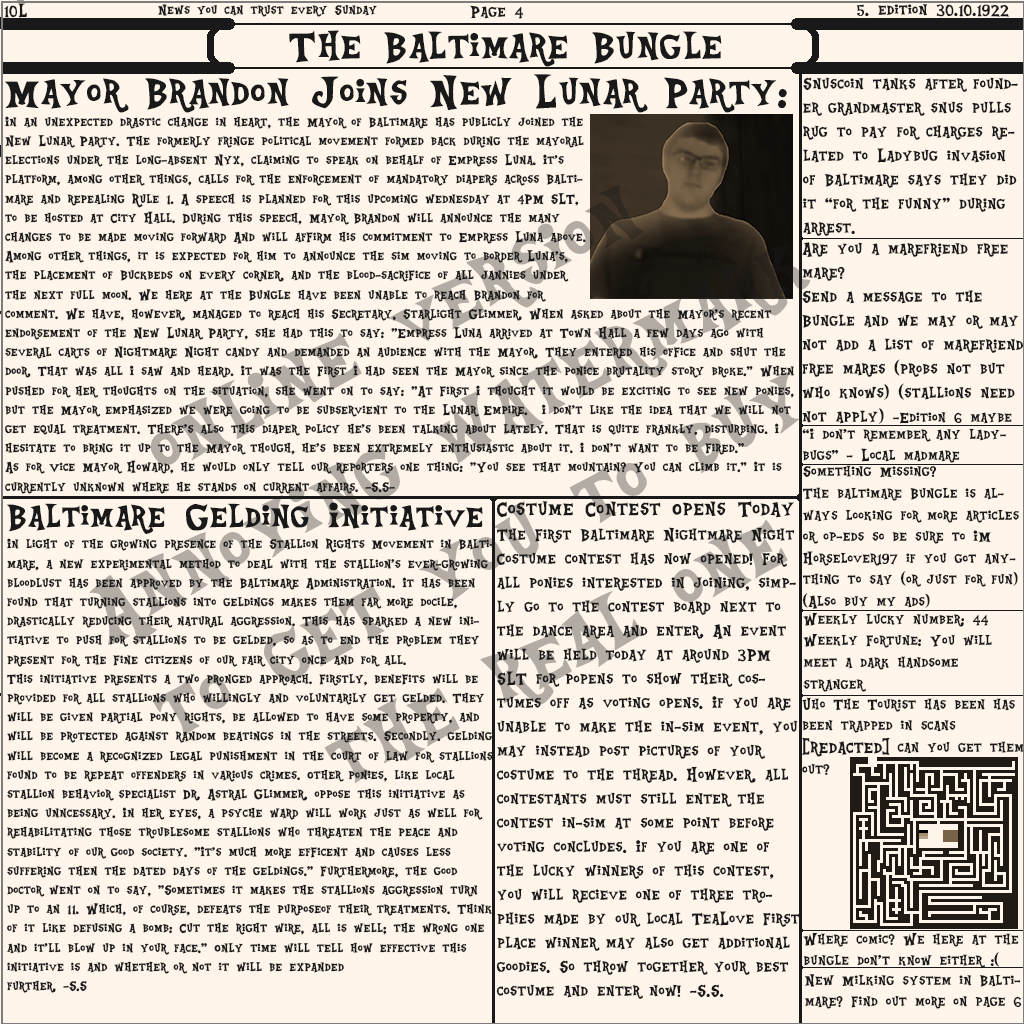 10L
News you can trust every Sunday
Page 4
5. Edition 30.10.1922
The Baltimare Bungle
Mayor Brandon Joins New Lunar Party:
In an unexpected drastic change in heart, the Mayor of Baltimare has publicly joined the
New Lunar Party. The formerly fringe political movement formed back during the mayoral
elections under the long-absent Nyx, claiming to speak on behalf of Empress Luna. It's
platform, among other things, calls for the enforcement of mandatory diapers across Balti-
mare and repealing Rule 1. A speech is planned for this upcoming Wednesday at 4PM SLT,
to be hosted at City Hall. During this speech, Mayor Brandon will announce the many
changes to be made moving forward and will affirm his commitment to Empress Luna above.
Among other things, it is expected for him to announce the sim moving to border Luna's,
the placement of Buckbeds on every corner, and the blood-sacrifice of all jannies under
the next full moon. We here at the Bungle have been unable to reach Brandon for
comment. We have, however, managed to reach his Secretary, Starlight Glimmer. When asked about the Mayor's recent
endorsement of the New Lunar Party, she had this to say: "Empress Luna arrived at Town Hall a few days ago with
several carts of Nightmare Night candy and demanded an audience with the Mayor. They entered his office and shut the
door, that was all I saw and heard. It was the first I had seen the Mayor since the ponice brutality story broke." When
pushed for her thoughts on the situation, she went on to say: "At first I thought it would be exciting to see new ponies,
but the Mayor emphasized we were going to be subservient to the Lunar Empire. I don't like the idea that we will not
get equal treatment. There's also this diaper policy he's been talking about lately. That is quite frankly, disturbing. I
hesitate to bring it up to the Mayor though, he's been extremely enthusiastic about it. I don't want to be fired."
As for vice Mayor Howard, he would only tell our reporters one thing: "You see that mountain? You can climb it." It is
currently unknown where he stands on current affairs. -S.S-
Baltimare Gelding Initiative
In light of the growing presence of the Stallion Rights Movement in Balti-
mare, a new experimental method to deal with the stallion's ever-growing
bloodlust has been approved by the Baltimare administration. It has been
found that turning stallions into geldings makes them far more docile,
drastically reducing their natural aggression. This has sparked a new ini-
tiative to push for stallions to be gelded, so as to end the problem they
present for the fine citizens of our fair city once and for all.
This initiative presents a two pronged approach. Firstly, benefits will be
provided for all stallions who willingly and voluntarily get gelded. They
will be given partial pony rights, be allowed to have some property, and
will be protected against random beatings in the streets. Secondly, gelding
will become a recognized legal punishment in the court of law for stallions
found to be repeat offenders in various crimes. Other ponies, like local
stallion behavior specialist Dr. Astral Glimmer, oppose this initiative as
being unncessary. In her eyes, a psyche ward will work just as well for
rehabilitating those troublesome stallions who threaten the peace and
stability of our good society. "It's much more efficent and causes less
suffering then the dated days of the geldings." Furthermore, the good
doctor went on to say, "Sometimes it makes the stallions aggression turn
up to an 11. Which, of course, defeats the purposeof their treatments. Think
of it like defusing a bomb: cut the right wire, all is well; the wrong one
and it'll blow up in your face." Only time will tell how effective this
initiative is and whether or not it will be expanded
further. -S.S
Costume Contest opens Today
The first Baltimare Nightmare Night
costume contest has now opened! For
all ponies interested in joining, simp-
ly go to the contest board next to
the dance area and enter. An event
will be held today at around 3PM
SLT for popens to show their cos-
tumes off as voting opens. If you are
unable to make the in-sim event, you
may instead post pictures of your
costume to the thread. However, all
contestants must still enter the
contest in-sim at some point before
voting concludes. If you are one of
the lucky winners of this contest,
you will recieve one of three tro-
phies made by our local TeaLove First
place winner may also get additional
goodies. So throw together your best
costume and enter now! -S.S.
Snuscoin tanks after found-
er Grandmaster Snus pulls
rug to pay for charges re-
lated to Ladybug invasion
of Baltimare says they did
it "for the funny" during
arrest.
Are you a marefriend free
mare?
Send a message to the
Bungle and we may or may
not add a list of marefriend
free mares (probs not but
who knows) (stallions need
not apply) -Edition 6 maybe
"I don't remember any lady-
bugs" - Local madmare
Something missing?
The Baltimare Bungle is al-
ways looking for more articles
or op-eds so be sure to IM
Horselover197 if you got any-
thing to say (or just for fun)
(Also buy my ads)
Weekly lucky number; 44
Weekly fortune: You will
meet a dark handsome
stranger
Uho The Tourist has been has
been trapped in scans
[REDACTED] can you get them
out?
Where comic? We here at the
bungle don't know either :(
New milking system in Balti-
mare? Find out more on page 6
Online version
Annoying watermark
To get you to buy
The real one